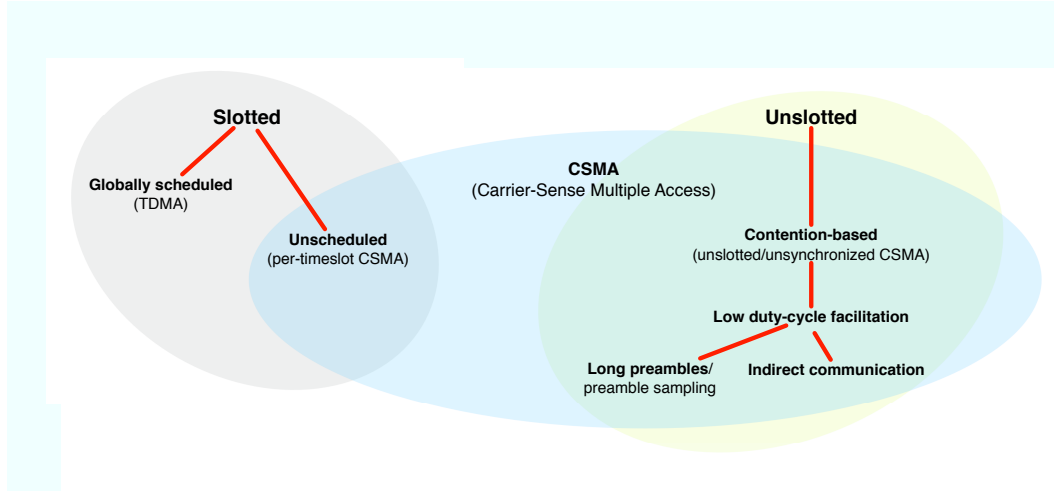 Slotted
Unslotted
CSMA
(Carrier-Sense Multiple Access)
Globally scheduled
(TDMA)
Unscheduled
(per-timeslot CSMA)
Contention-based
(unslotted/unsynchronized CSMA)
Low duty-cycle facilitation
Long preambles/
preamble sampling
Indirect communication